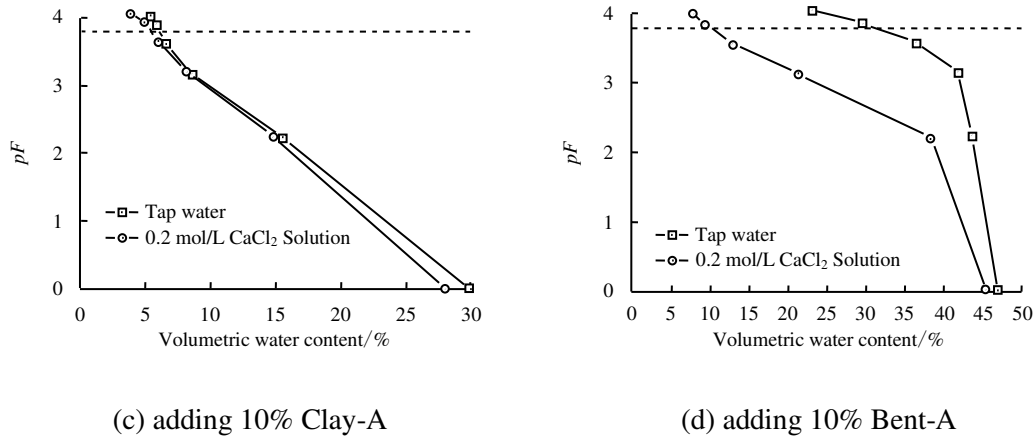 4
3
2
1
0
pF
Tap water
0.2 mol/L CaCl₂ Solution
0 5 10 15 20 25 30
Volumetric water content/%
(c) adding 10% Clay-A
4
3
2
1
0
pF
Tap water
0.2 mol/L CaCl₂ Solution
0 5 10 15 20 25 30 35 40 45 50
Volumetric water content/%
(d) adding 10% Bent-A